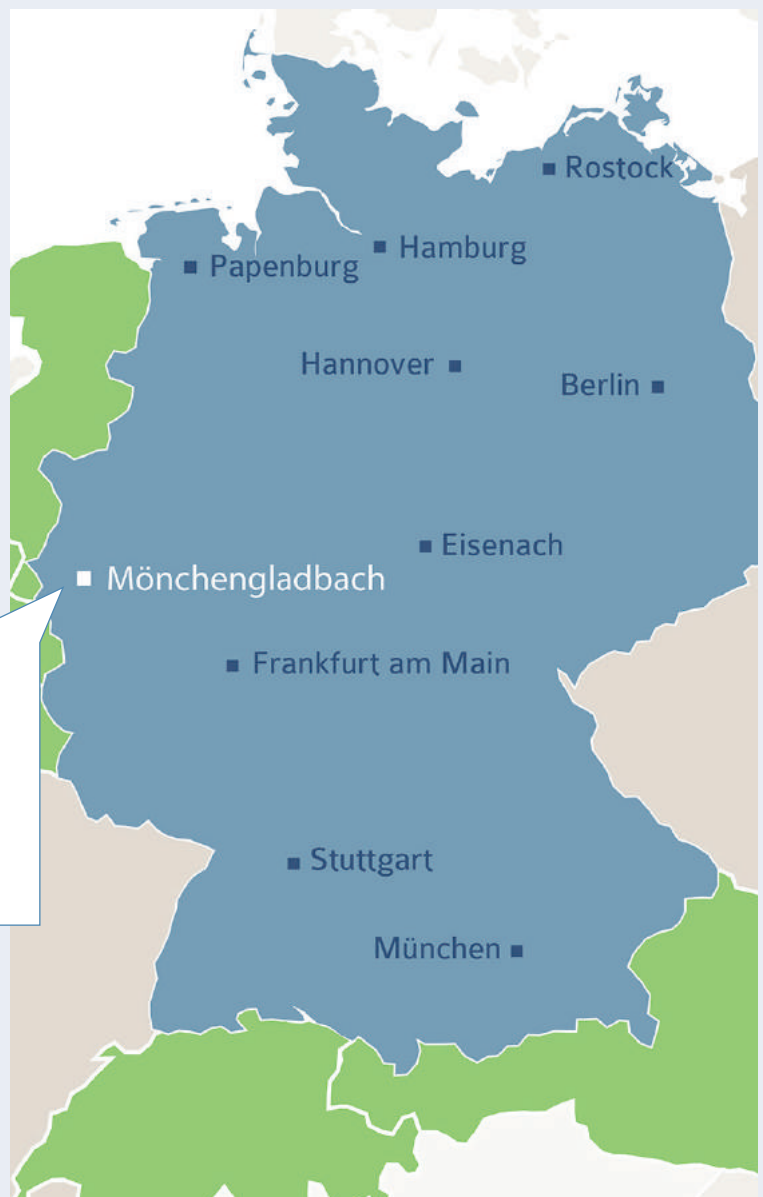 Rostock
Hamburg
Papenburg
Hannover
Berlin
Eisenach
Mönchengladbach
Frankfurt am Main
Stuttgart
München